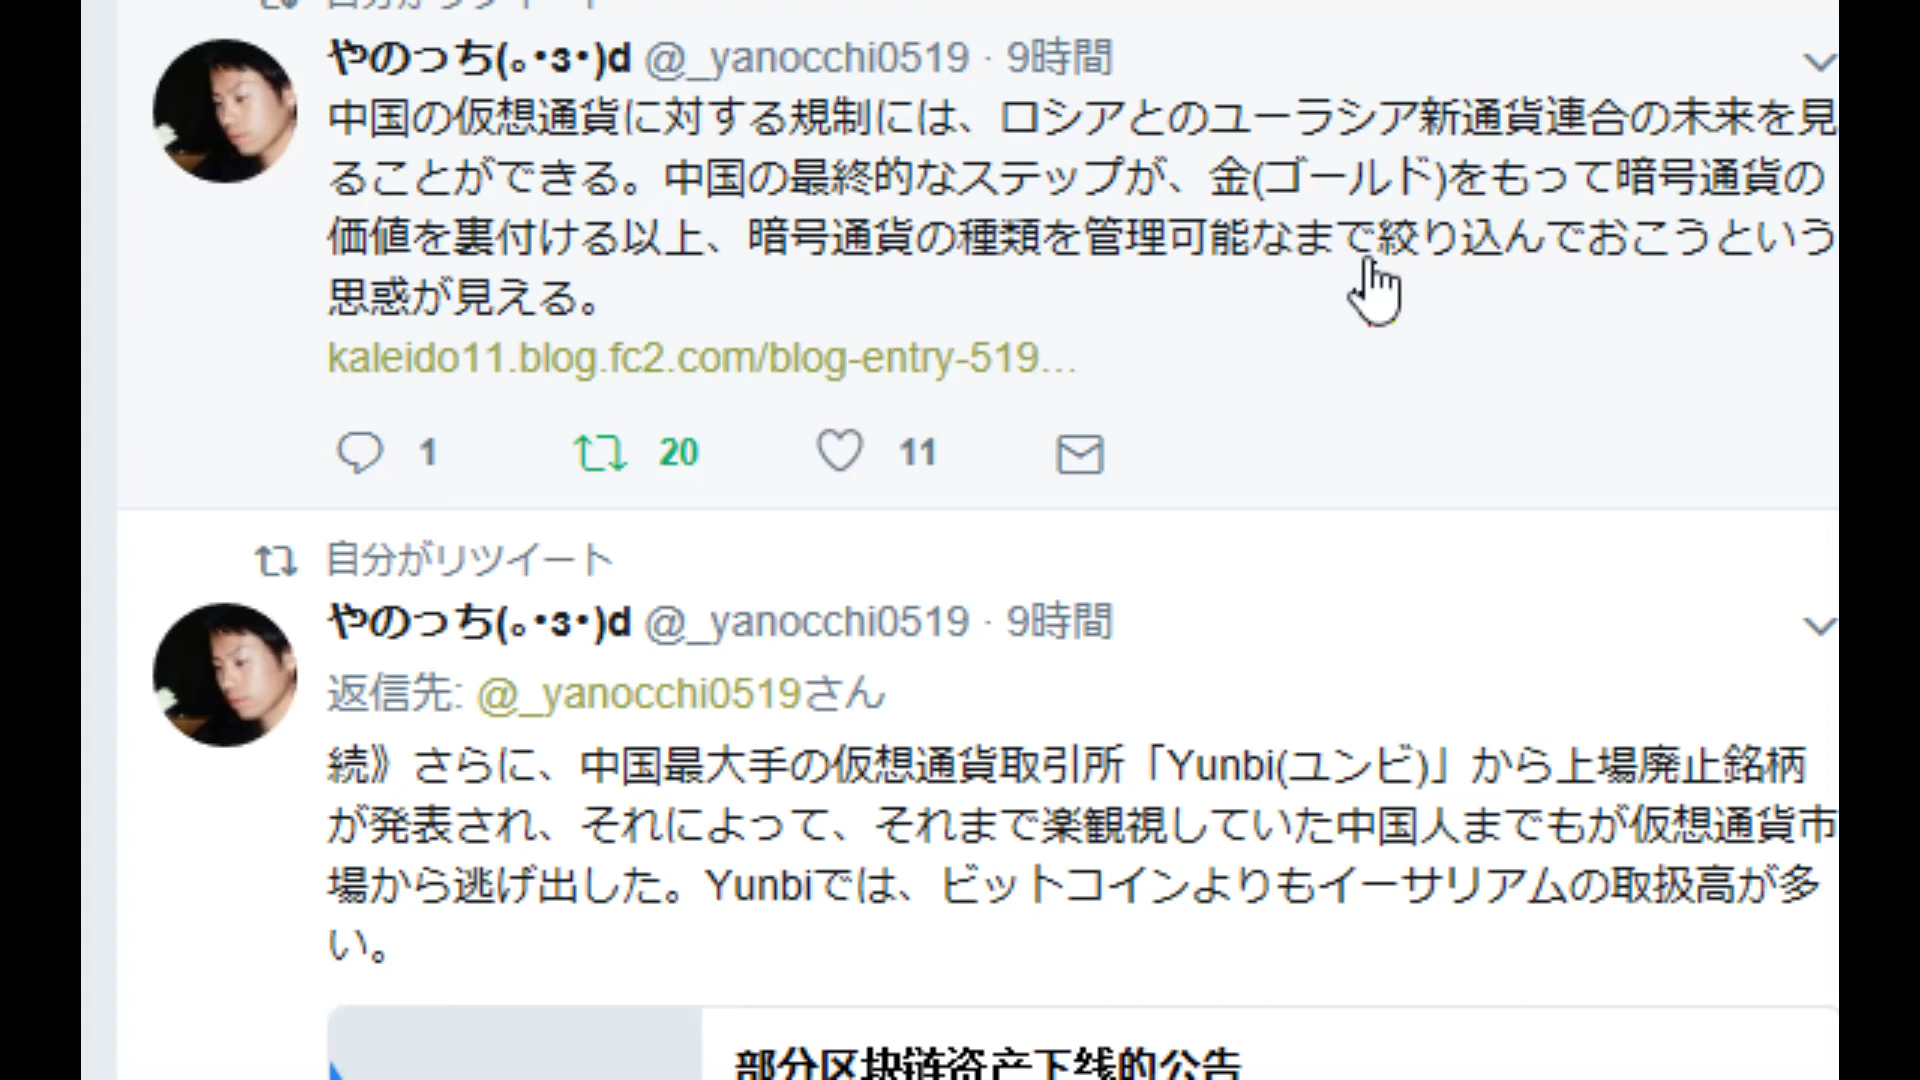 自分がリツイート
やのっち(｡･з･)d @_yanocchi0519 · 9時間
中国の仮想通貨に対する規制には、ロシアとのユーラシア新通貨連合の未来を見
ることができる。中国の最終的なステップが、金(ゴールド)をもって暗号通貨の
価値を裏付ける以上、暗号通貨の種類を管理可能なまで絞り込んでおこうという
思惑が見える。
kaleido11.blog.fc2.com/blog-entry-519…
1 20 11
自分がリツイート
やのっち(｡･з･)d @_yanocchi0519 · 9時間
返信先: @_yanocchi0519さん
続》さらに、中国最大手の仮想通貨取引所「Yunbi(ユンビ)」から上場廃止銘柄
が発表され、それによって、それまで楽観視していた中国人までもが仮想通貨市
場から逃げ出した。Yunbiでは、ビットコインよりもイーサリアムの取扱高が多
い。
部分区块链资产下线的公告